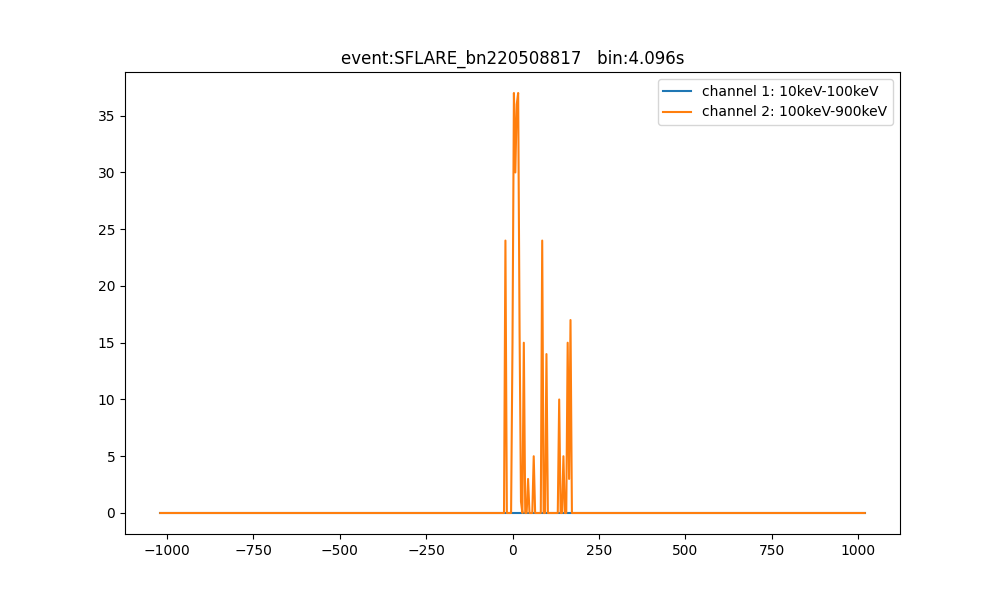 event:SFLARE_bn220508817   bin:4.096s
channel 1: 10keV-100keV
channel 2: 100keV-900keV
35
30
25
20
15
10
5
0
−1000 −750 −500 −250 0 250 500 750 1000